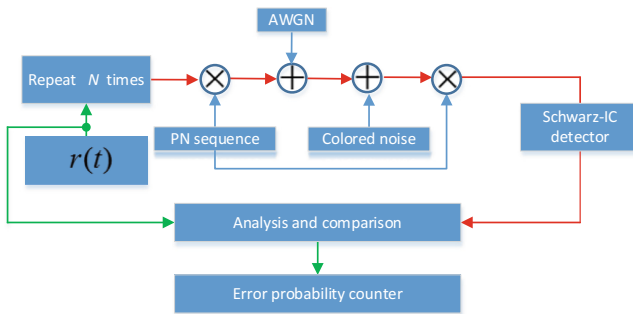 AWGN
Repeat N times
PN sequence
Colored noise
Schwarz-IC
detector
r(t)
Analysis and comparison
Error probability counter